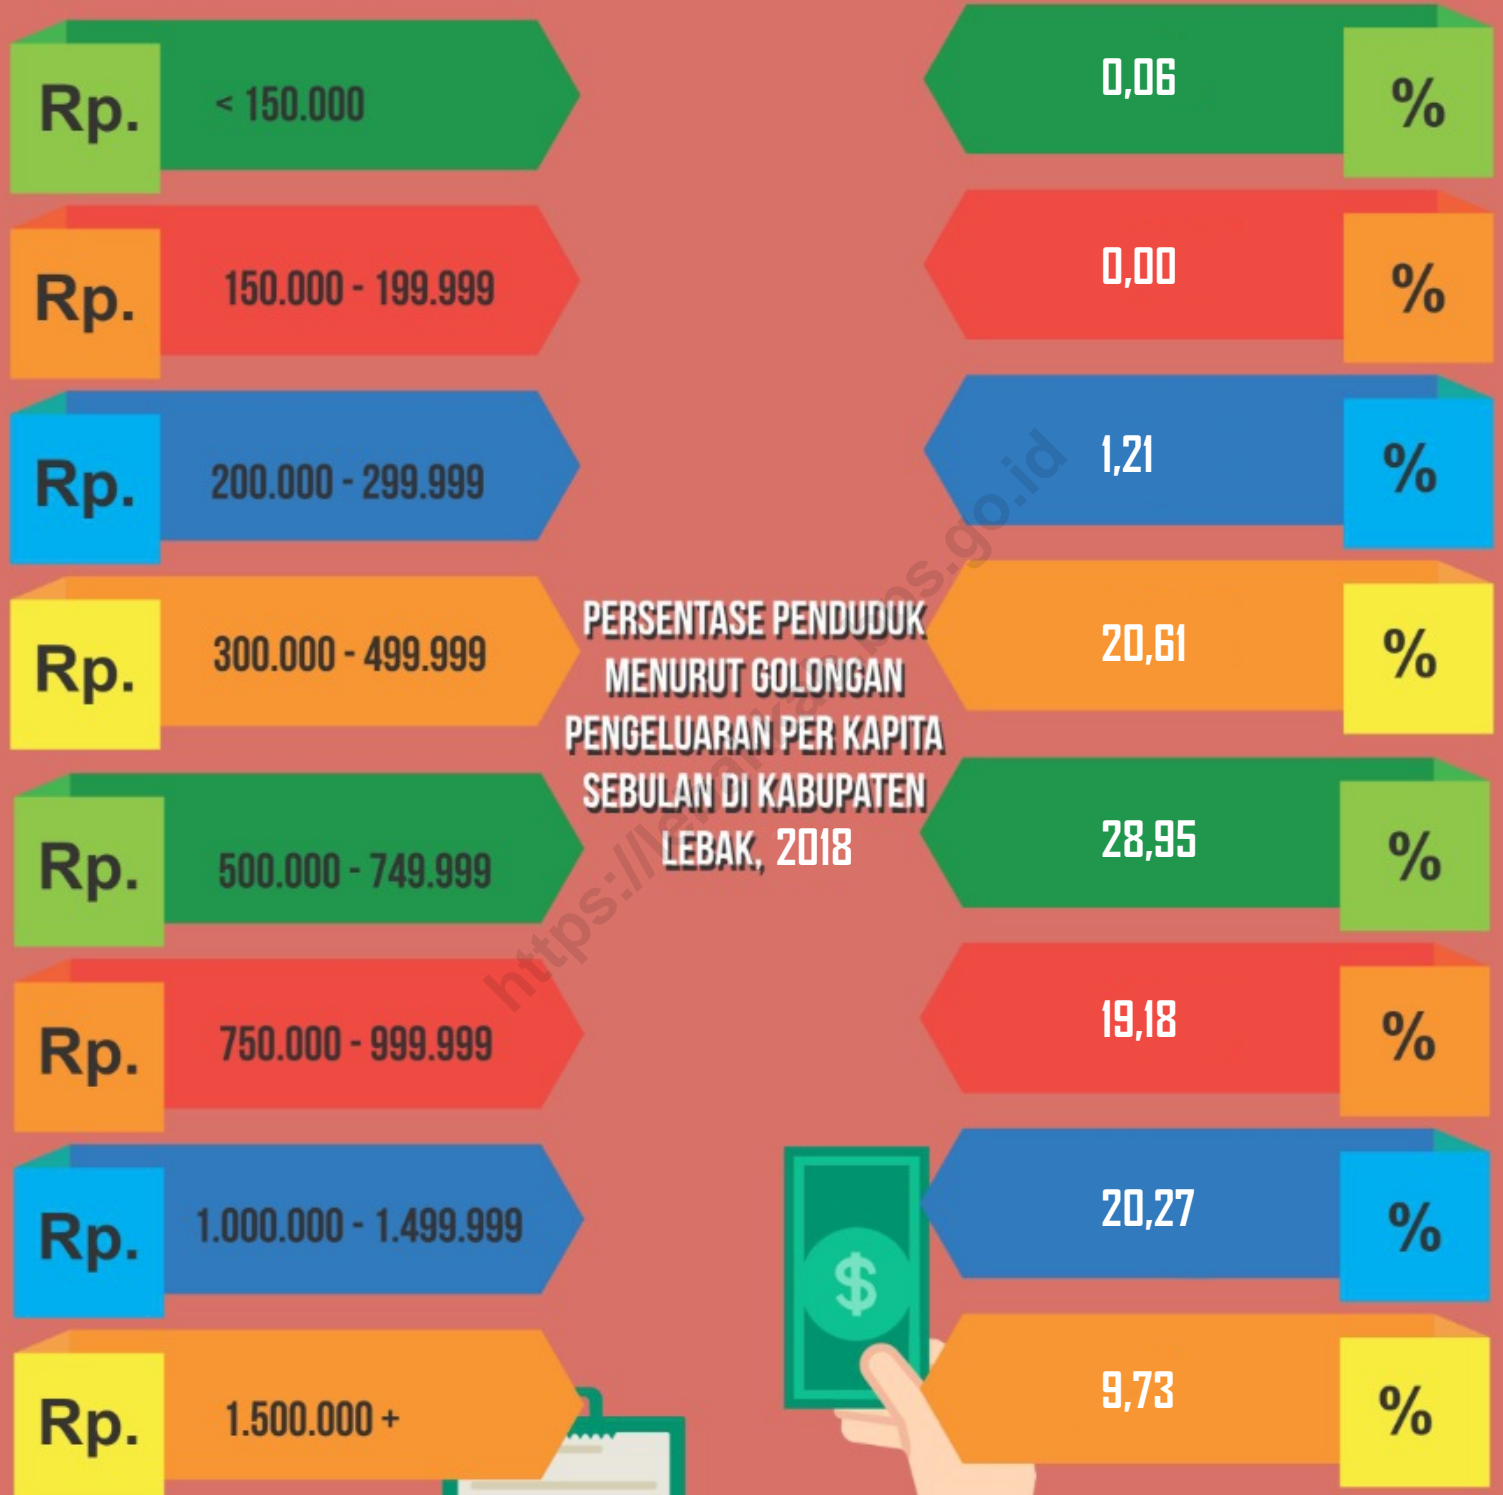 Rp. < 150.000 0,06 %
Rp. 150.000 - 199.999 0,00 %
Rp. 200.000 - 299.999 1,21 %
Rp. 300.000 - 499.999 20,61 %
PERSENTASE PENDUDUK
MENURUT GOLONGAN
PENGELUARAN PER KAPITA
SEBULAN DI KABUPATEN
LEBAK, 2018
Rp. 500.000 - 749.999 28,95 %
Rp. 750.000 - 999.999 19,18 %
Rp. 1.000.000 - 1.499.999 20,27 %
$
Rp. 1.500.000 + 9,73 %